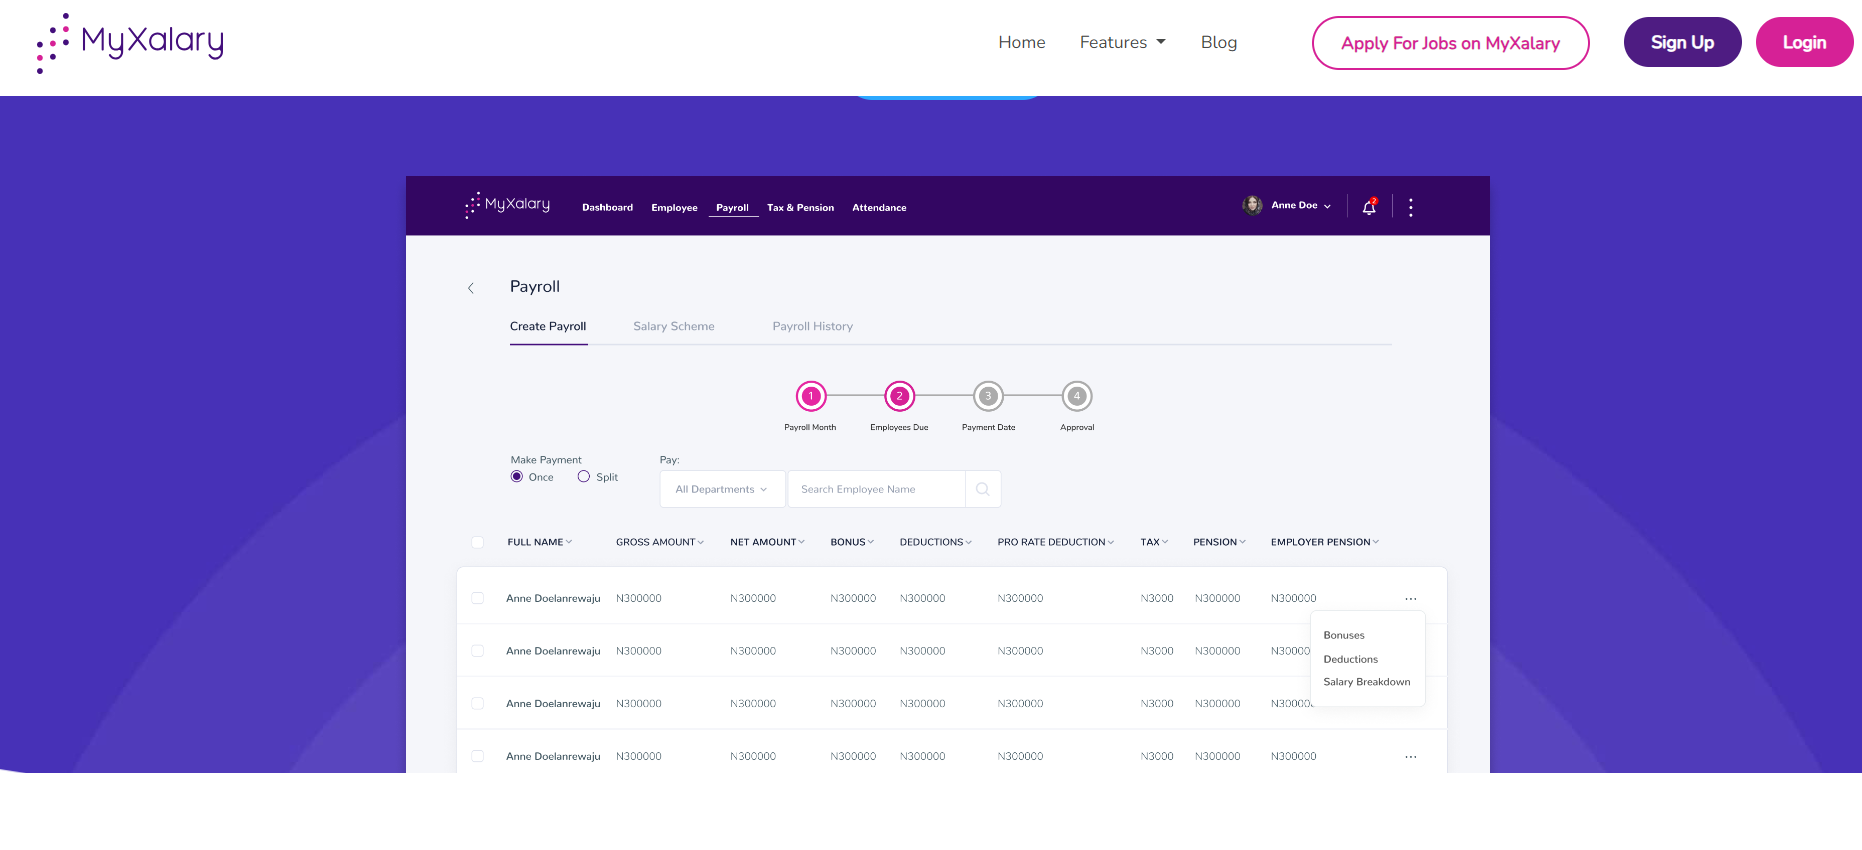 MyXalary
Home Features Blog Apply For Jobs on MyXalary Sign Up Login
MyXalary Dashboard Employee Payroll Tax & Pension Attendance Anne Doe 2
Payroll
Create Payroll Salary Scheme Payroll History
1 2 3 4
Payroll Month Employees Due Payment Date Approval
Make Payment Pay:
Once Split All Departments Search Employee Name
FULL NAME GROSS AMOUNT NET AMOUNT BONUS DEDUCTIONS PRO RATE DEDUCTION TAX PENSION EMPLOYER PENSION
Anne Doelanrewaju N300000 N300000 N300000 N300000 N300000 N3000 N300000 N300000 ...
Bonuses
Anne Doelanrewaju N300000 N300000 N300000 N300000 N300000 N3000 N300000 N30000
Deductions
Salary Breakdown
Anne Doelanrewaju N300000 N300000 N300000 N300000 N300000 N3000 N300000 N300000
Anne Doelanrewaju N300000 N300000 N300000 N300000 N300000 N3000 N300000 N300000 ...